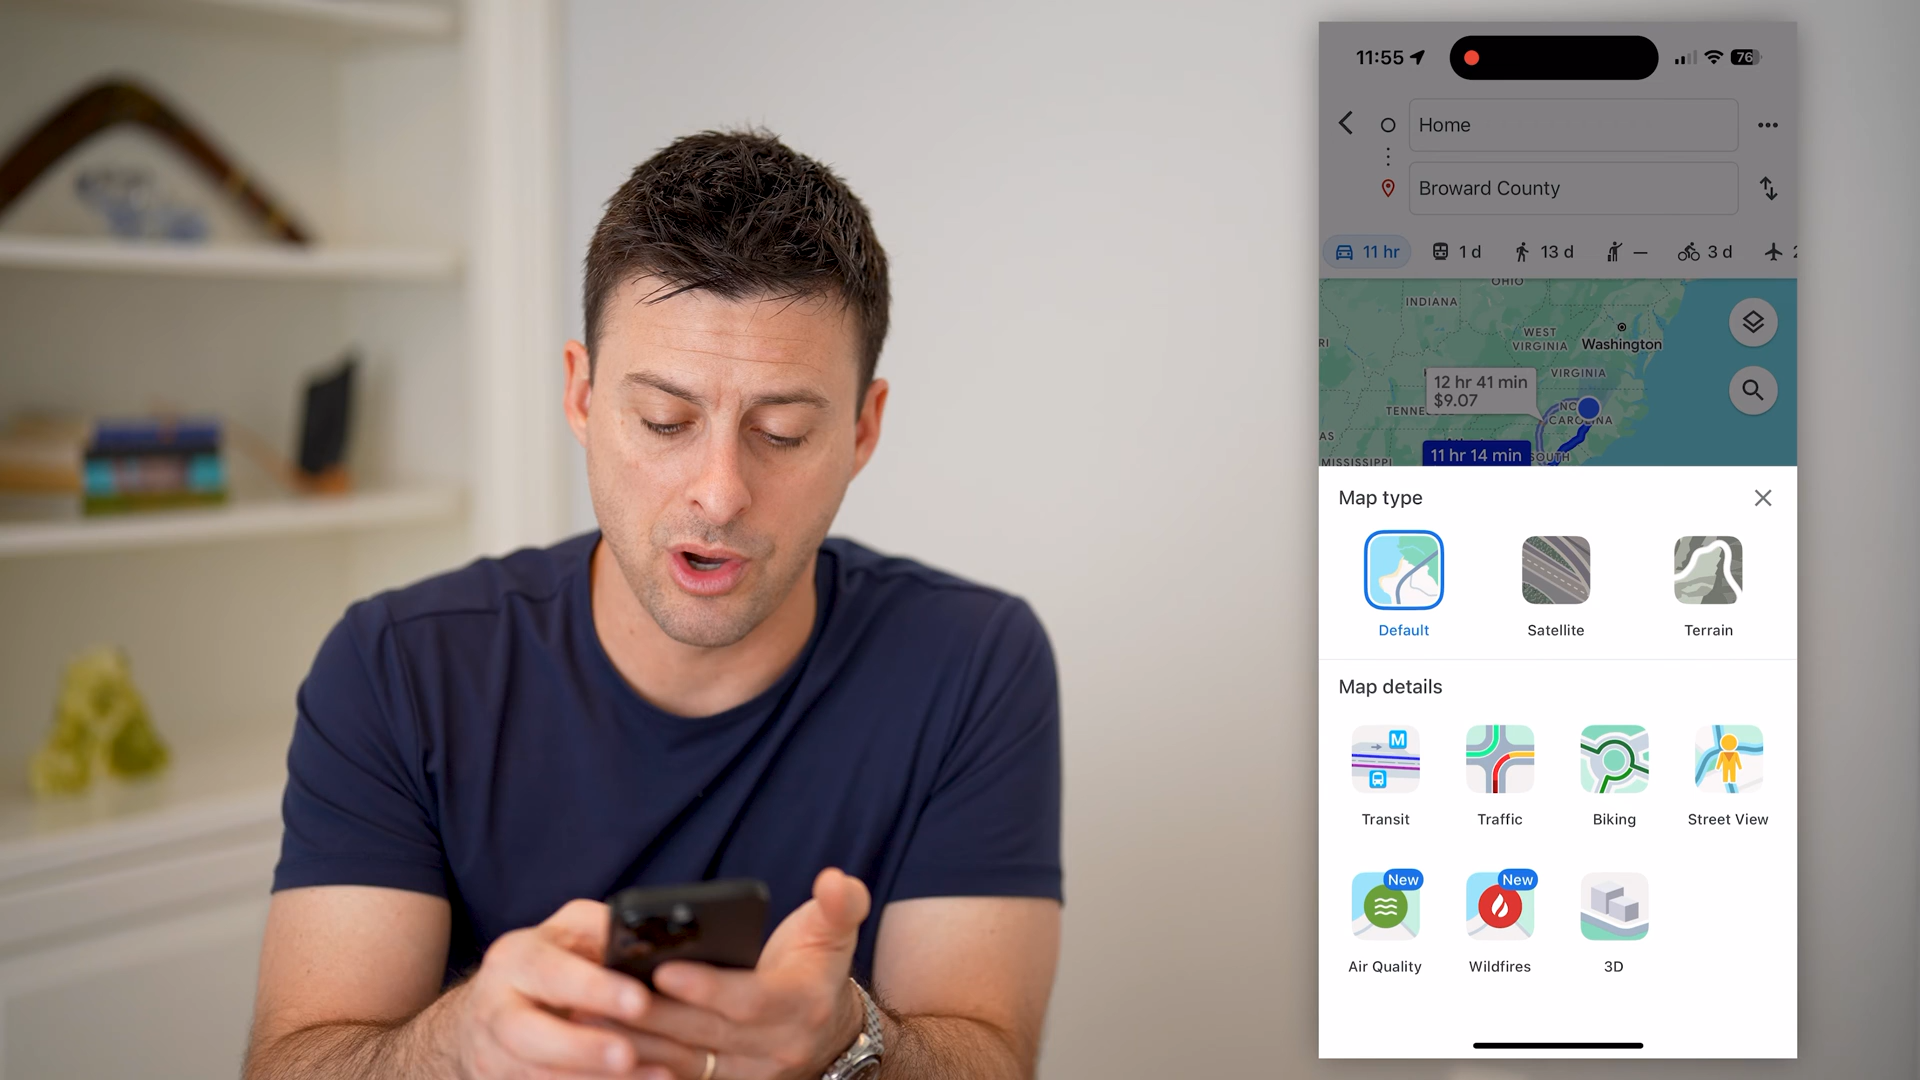 11:55
76
Home
Broward County
11 hr
1 d
13 d
—
3 d
OHIO
INDIANA
WEST
VIRGINIA
Washington
VIRGINIA
12 hr 41 min
$9.07
NC
CAROLINA
11 hr 14 min
SOUTH
MISSISSIPPI
Map type
Default
Satellite
Terrain
Map details
M
Transit
Traffic
Biking
Street View
New
New
Air Quality
Wildfires
3D